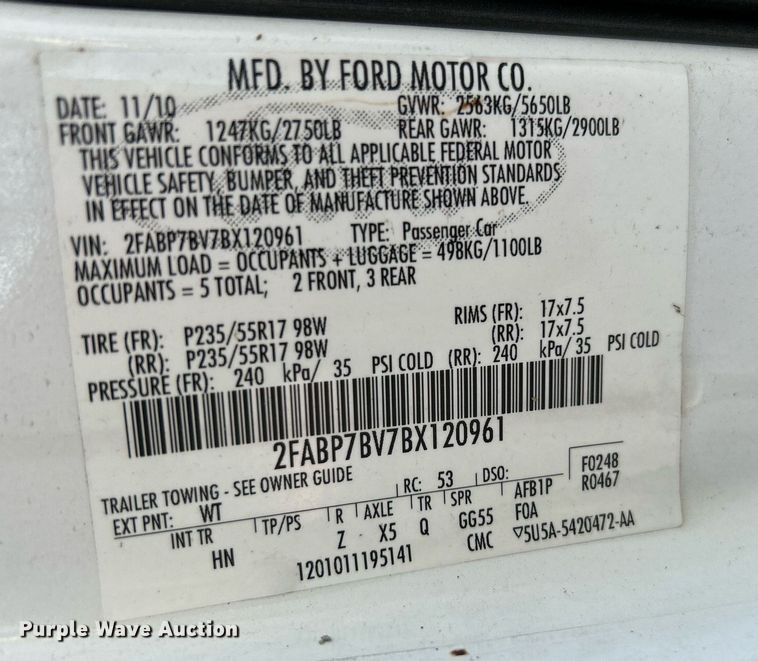 MFD. BY FORD MOTOR CO.
DATE: 11/10 GVWR: 2563KG/5650LB
FRONT GAWR: 1247KG/2750LB REAR GAWR: 1315KG/2900LB
THIS VEHICLE CONFORMS TO ALL APPLICABLE FEDERAL MOTOR
VEHICLE SAFETY, BUMPER, AND THEFT PREVENTION STANDARDS
IN EFFECT ON THE DATE OF MANUFACTURE SHOWN ABOVE.
VIN: 2FABP7BV7BX120961 TYPE: Passenger Car
MAXIMUM LOAD = OCCUPANTS + LUGGAGE = 498KG/1100LB
OCCUPANTS = 5 TOTAL; 2 FRONT, 3 REAR
TIRE (FR): P235/55R17 98W RIMS (FR): 17x7.5
(RR): P235/55R17 98W (RR): 17x7.5
PRESSURE (FR): 240 kPa/ 35 PSI COLD (RR): 240 kPa/ 35 PSI COLD
2FABP7BV7BX120961
TRAILER TOWING - SEE OWNER GUIDE
EXT PNT: WT RC: 53 DSO: F0248
R0467
INT TR TP/PS R AXLE TR SPR AFB1P
HN Z X5 Q GG55 F0A
1201011195141 CMC ▽5U5A-5420472-AA
Purple Wave Auction